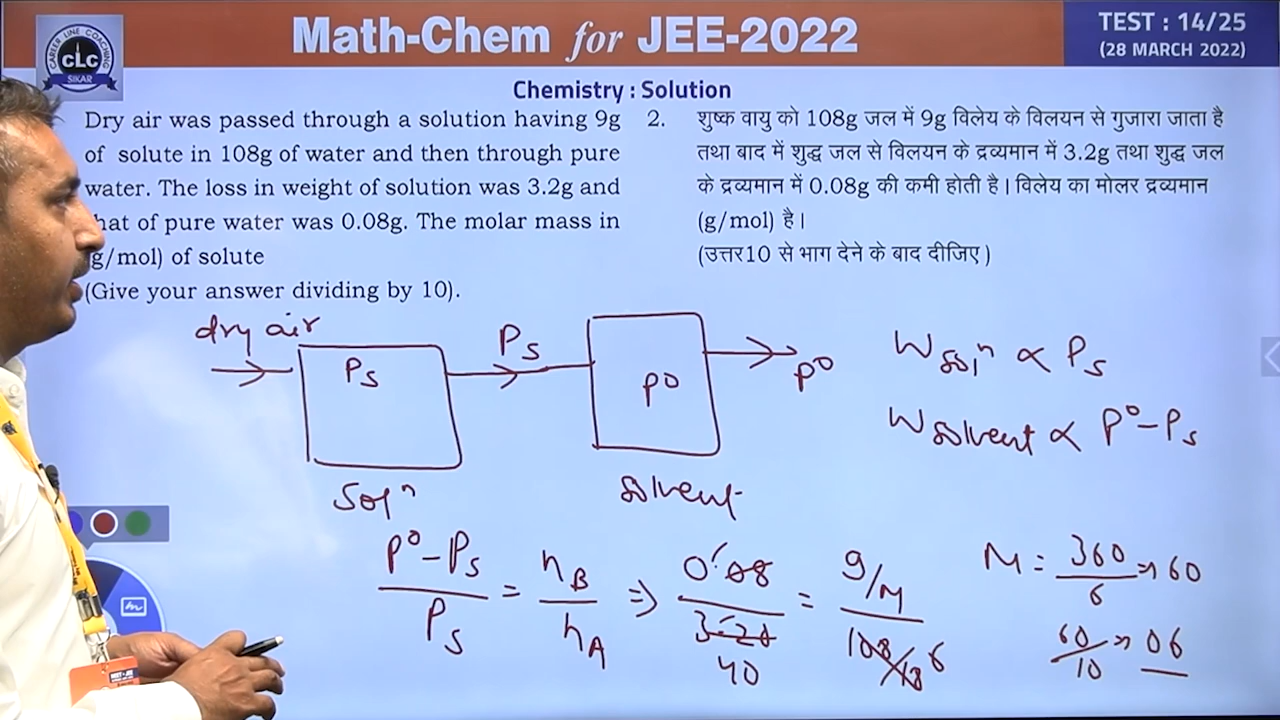 Math-Chem for JEE-2022
TEST : 14/25
(28 MARCH 2022)
CAREER LINE COACHING
CLC
SIKAR
Chemistry : Solution
Dry air was passed through a solution having 9g
of solute in 108g of water and then through pure
water. The loss in weight of solution was 3.2g and
hat of pure water was 0.08g. The molar mass in
g/mol) of solute
(Give your answer dividing by 10).
2. शुष्क वायु को 108g जल में 9g विलेय के विलयन से गुजारा जाता है
तथा बाद में शुद्ध जल से विलयन के द्रव्यमान में 3.2g तथा शुद्ध जल
के द्रव्यमान में 0.08g की कमी होती है। विलेय का मोलर द्रव्यमान
(g/mol) है।
(उत्तर10 से भाग देने के बाद दीजिए )
dry air
Ps
Ps
P⁰
P⁰
Solⁿ
Solvent
W solⁿ ∝ Ps
W solvent ∝ P⁰-Ps
P⁰-Ps / Ps = nB / nA ⇒ 0.08 / 3.20 40 = 9/M / 108/18 6
M = 360 / 6 ⇒ 60
60 / 10 ⇒ 06